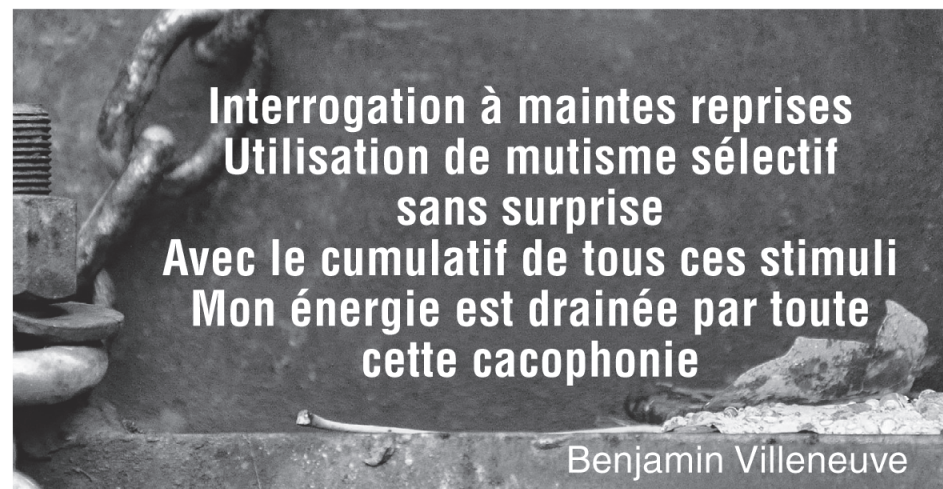 Interrogation à maintes reprises
Utilisation de mutisme sélectif
sans surprise
Avec le cumulatif de tous ces stimuli
Mon énergie est drainée par toute
cette cacophonie
Benjamin Villeneuve